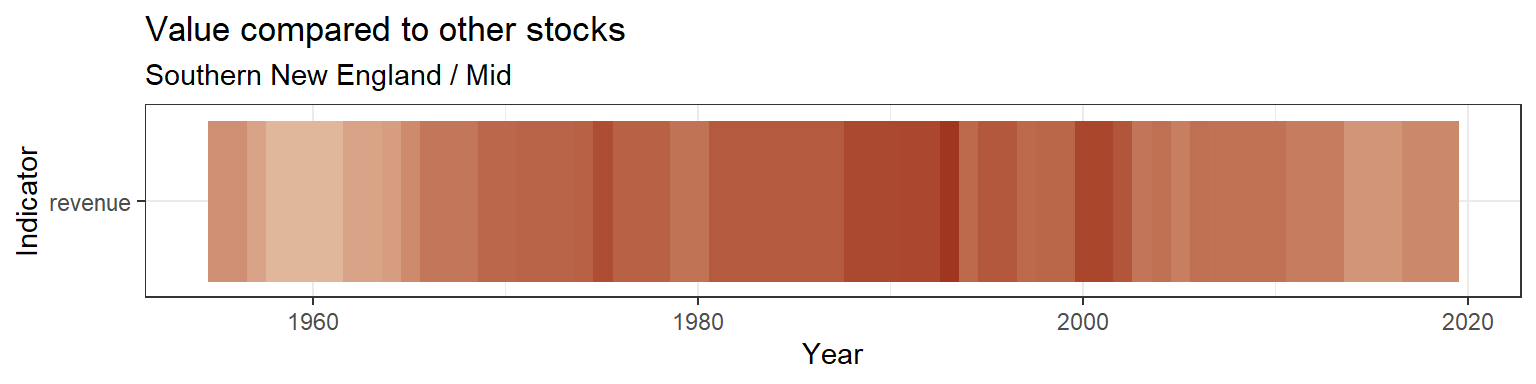 Value compared to other stocks
Southern New England / Mid
Indicator
revenue
1960 1980 2000 2020
Year